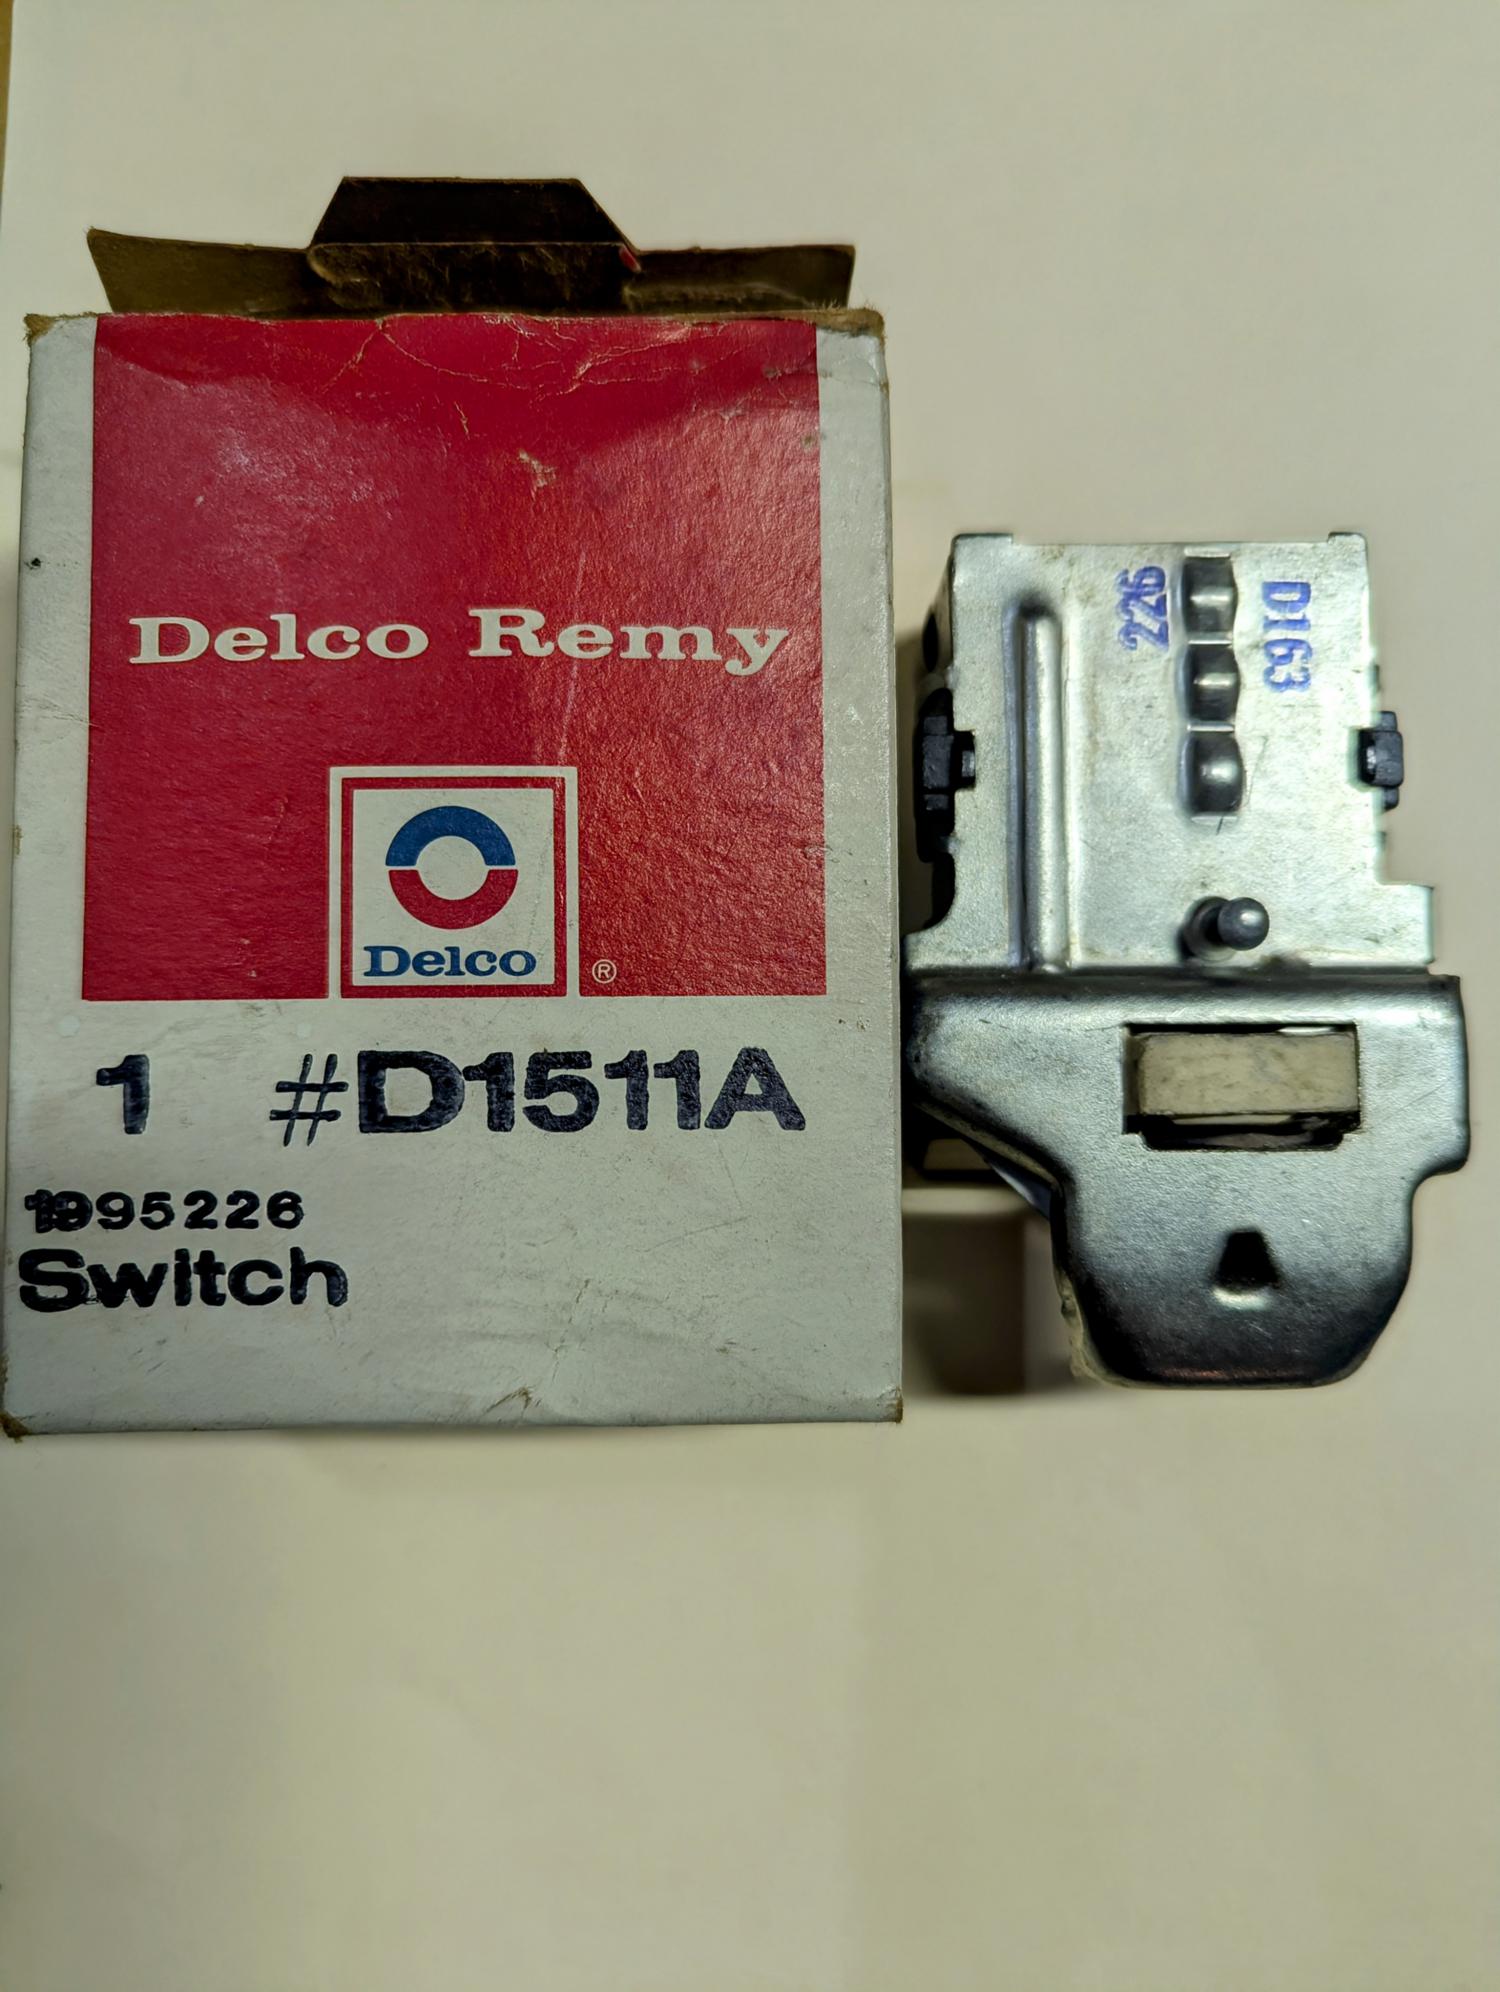 Delco Remy
Delco
®
1 #D1511A
1995226
Switch
226
D163